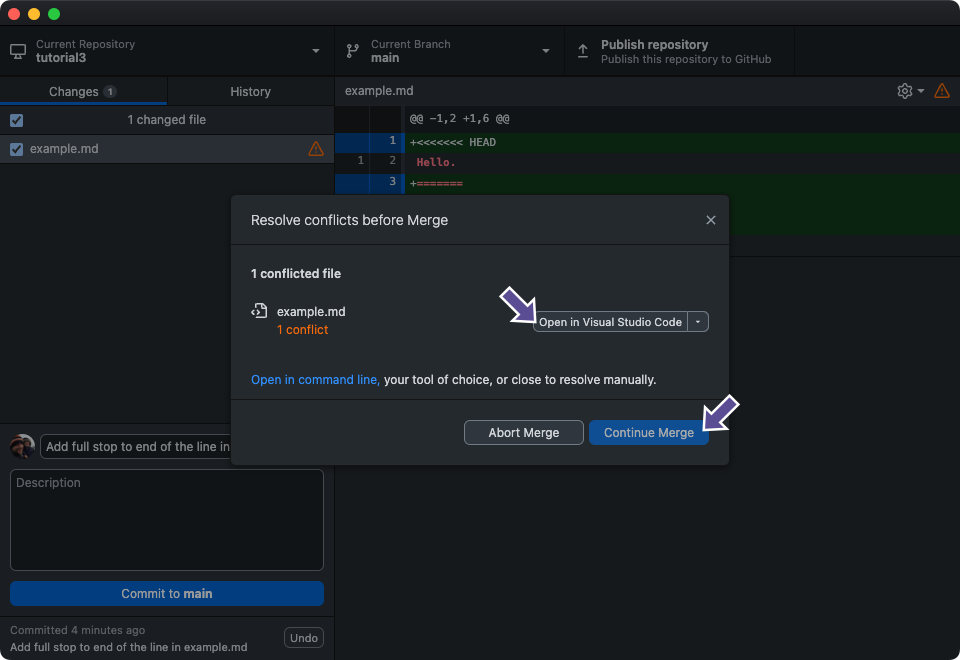 Current Repository
tutorial3
Current Branch
main
Publish repository
Publish this repository to GitHub
Changes 1
History
example.md
1 changed file
example.md
@@ -1,2 +1,6 @@
1 +<<<<<<< HEAD
1 2 Hello.
3 +=======
Resolve conflicts before Merge
1 conflicted file
example.md
1 conflict
Open in Visual Studio Code
Open in command line, your tool of choice, or close to resolve manually.
Abort Merge
Continue Merge
Add full stop to end of the line in
Description
Commit to main
Committed 4 minutes ago
Add full stop to end of the line in example.md
Undo